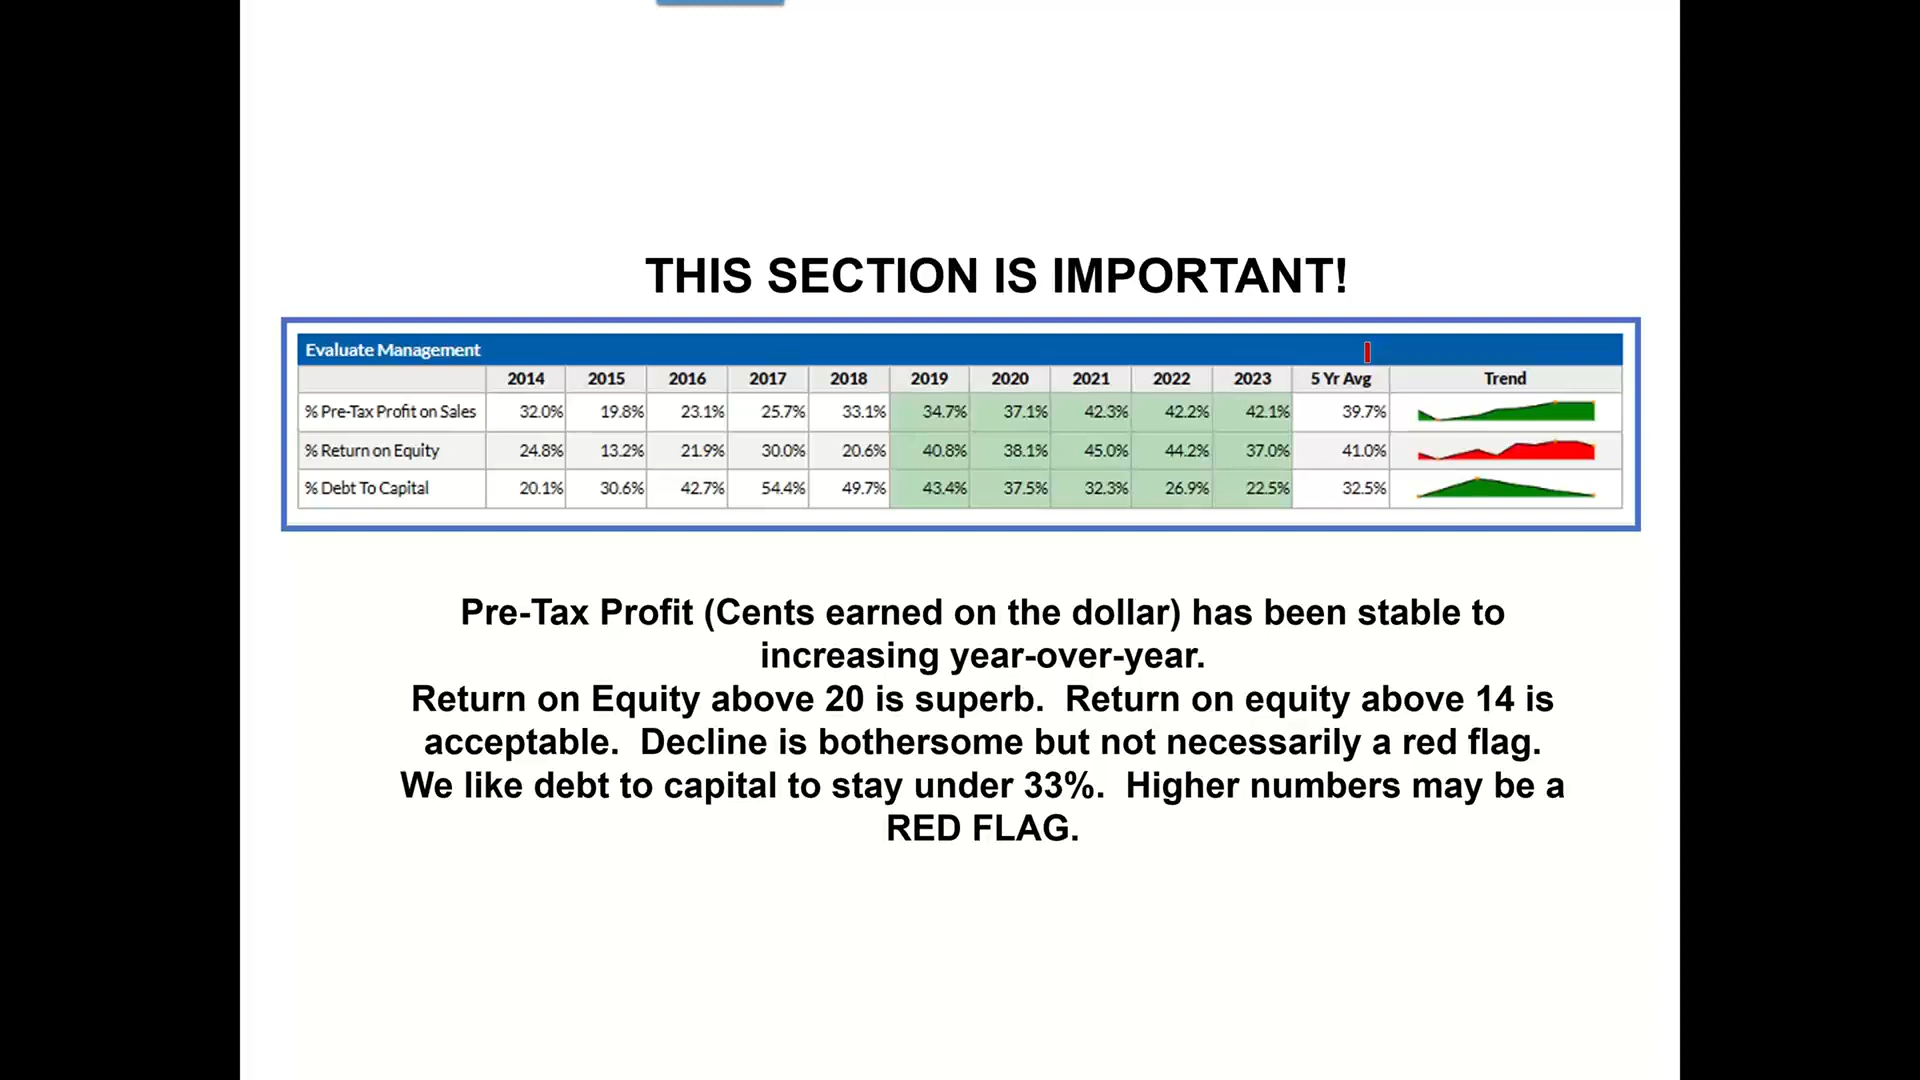 THIS SECTION IS IMPORTANT!
Evaluate Management
2014 2015 2016 2017 2018 2019 2020 2021 2022 2023 5 Yr Avg Trend
% Pre-Tax Profit on Sales 32.0% 19.8% 23.1% 25.7% 33.1% 34.7% 37.1% 42.3% 42.2% 42.1% 39.7%
% Return on Equity 24.8% 13.2% 21.9% 30.0% 20.6% 40.8% 38.1% 45.0% 44.2% 37.0% 41.0%
% Debt To Capital 20.1% 30.6% 42.7% 54.4% 49.7% 43.4% 37.5% 32.3% 26.9% 22.5% 32.5%
Pre-Tax Profit (Cents earned on the dollar) has been stable to
increasing year-over-year.
Return on Equity above 20 is superb.  Return on equity above 14 is
acceptable.  Decline is bothersome but not necessarily a red flag.
We like debt to capital to stay under 33%.  Higher numbers may be a
RED FLAG.